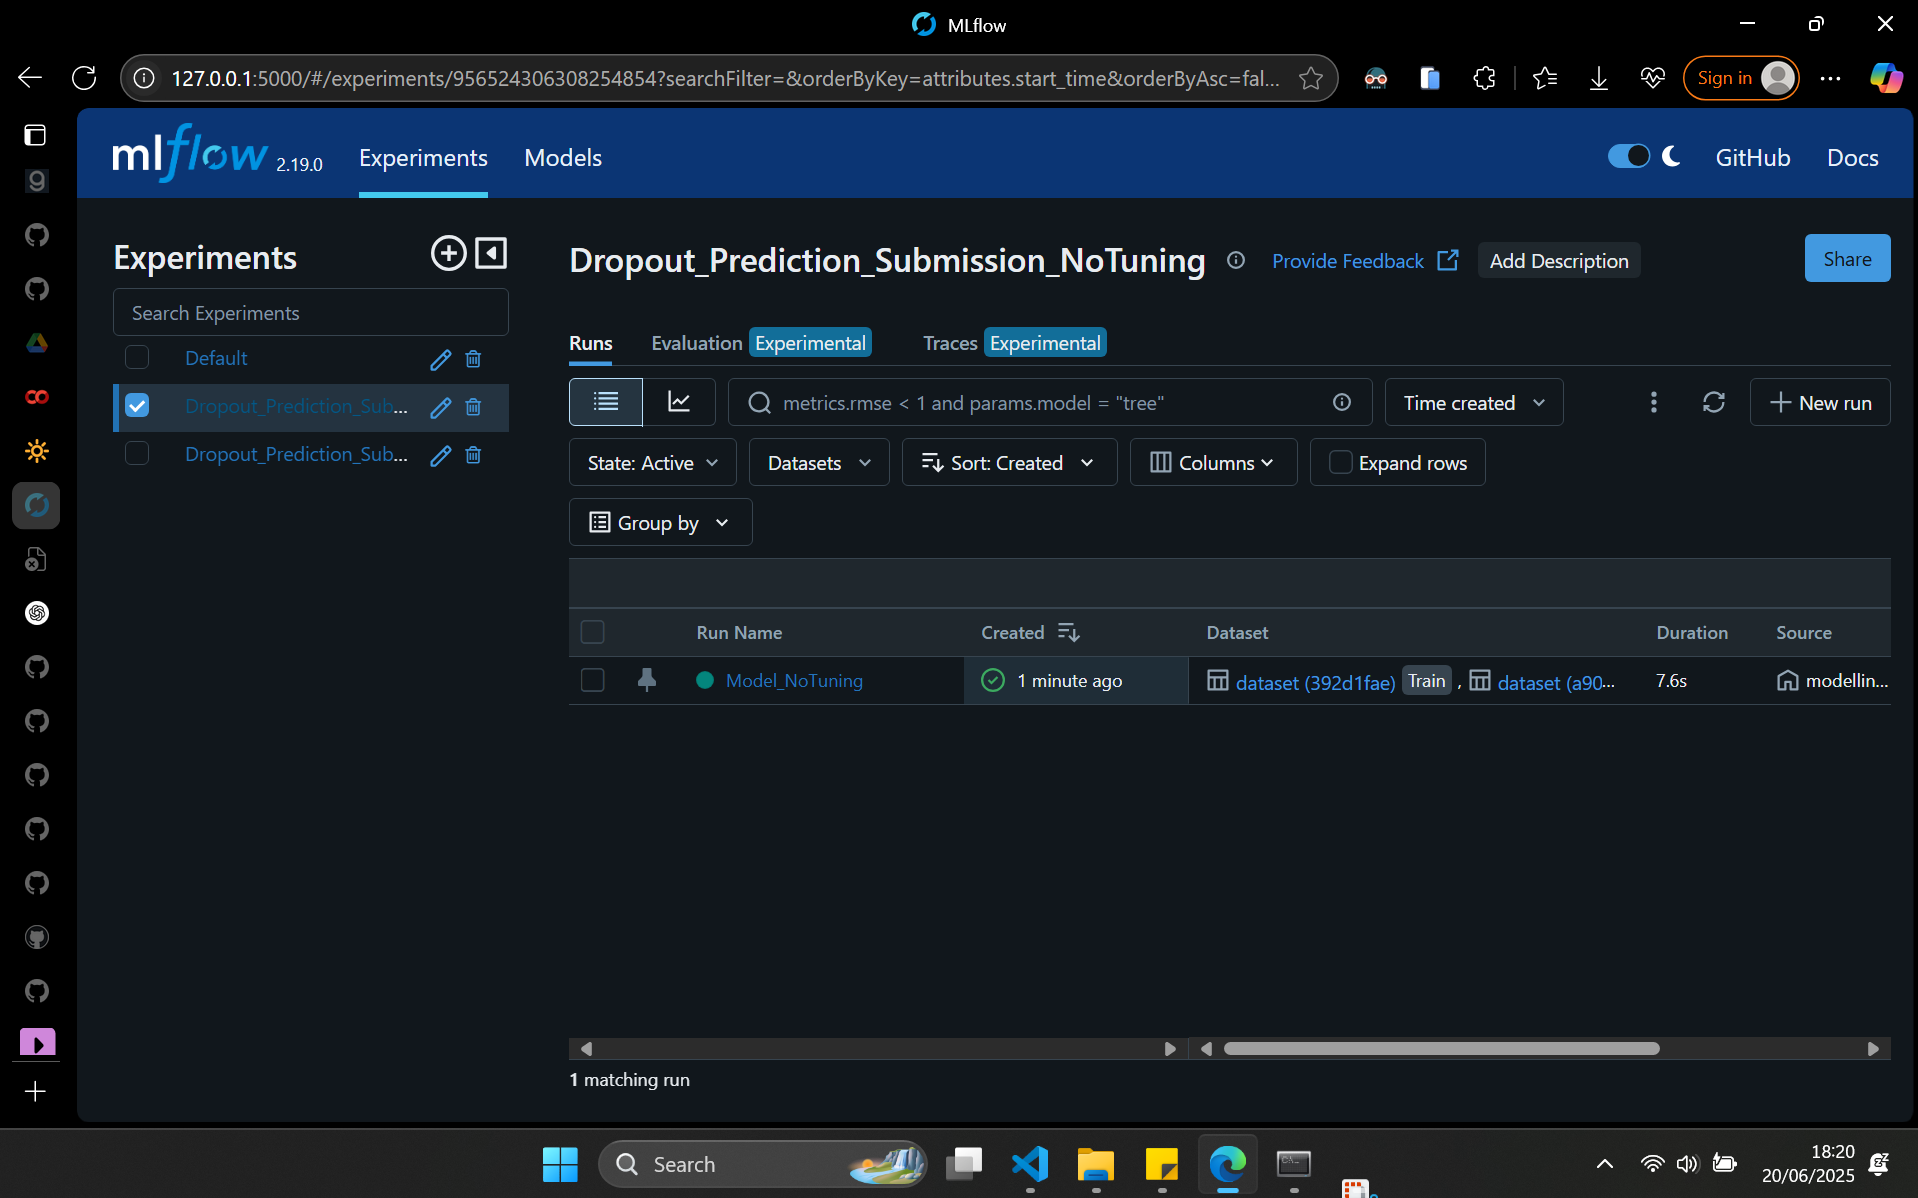 MLflow
127.0.0.1:5000/#/experiments/956524306308254854?searchFilter=&orderByKey=attributes.start_time&orderByAsc=fal...
Sign in
mlflow 2.19.0
Experiments
Models
GitHub
Docs
Experiments
Search Experiments
Default
Dropout_Prediction_Sub...
Dropout_Prediction_Sub...
Dropout_Prediction_Submission_NoTuning
Provide Feedback
Add Description
Share
Runs
Evaluation Experimental
Traces Experimental
metrics.rmse < 1 and params.model = "tree"
Time created
New run
State: Active
Datasets
Sort: Created
Columns
Expand rows
Group by
Run Name
Created
Dataset
Duration
Source
Model_NoTuning
1 minute ago
dataset (392d1fae) Train , dataset (a90...
7.6s
modellin...
1 matching run
Search
18:20
20/06/2025